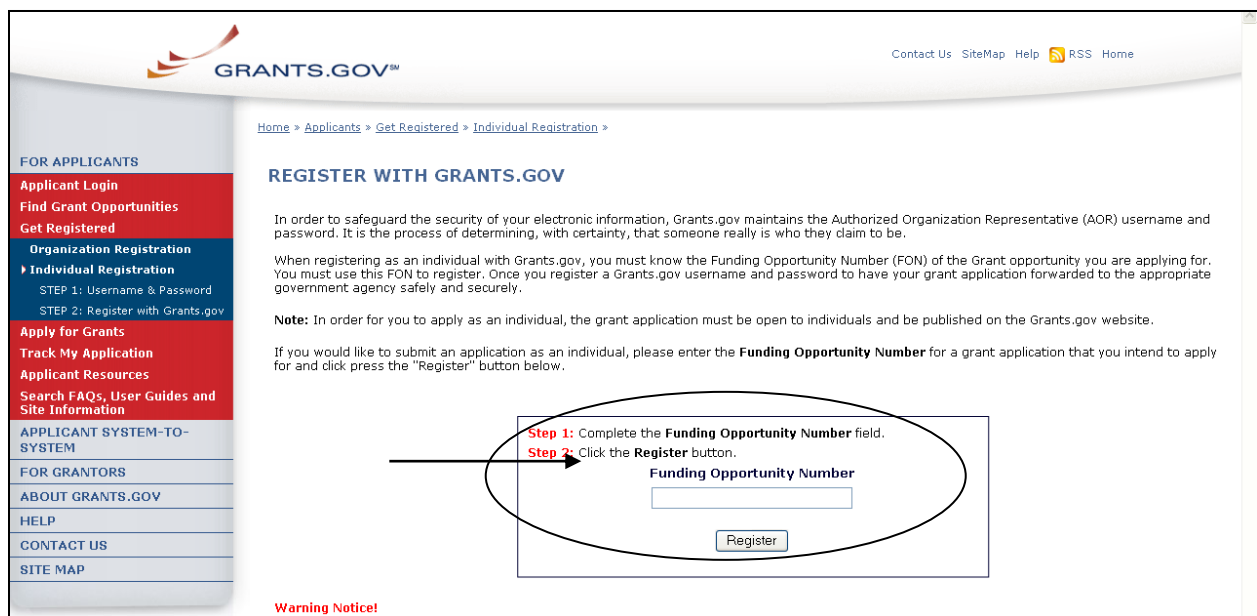 GRANTS.GOV℠
Contact Us SiteMap Help RSS Home
Home » Applicants » Get Registered » Individual Registration »
FOR APPLICANTS
Applicant Login
Find Grant Opportunities
Get Registered
Organization Registration
Individual Registration
STEP 1: Username & Password
STEP 2: Register with Grants.gov
Apply for Grants
Track My Application
Applicant Resources
Search FAQs, User Guides and
Site Information
APPLICANT SYSTEM-TO-
SYSTEM
FOR GRANTORS
ABOUT GRANTS.GOV
HELP
CONTACT US
SITE MAP
REGISTER WITH GRANTS.GOV
In order to safeguard the security of your electronic information, Grants.gov maintains the Authorized Organization Representative (AOR) username and
password. It is the process of determining, with certainty, that someone really is who they claim to be.
When registering as an individual with Grants.gov, you must know the Funding Opportunity Number (FON) of the Grant opportunity you are applying for.
You must use this FON to register. Once you register a Grants.gov username and password to have your grant application forwarded to the appropriate
government agency safely and securely.
Note: In order for you to apply as an individual, the grant application must be open to individuals and be published on the Grants.gov website.
If you would like to submit an application as an individual, please enter the Funding Opportunity Number for a grant application that you intend to apply
for and click press the "Register" button below.
Step 1: Complete the Funding Opportunity Number field.
Step 2: Click the Register button.
Funding Opportunity Number
Register
Warning Notice!